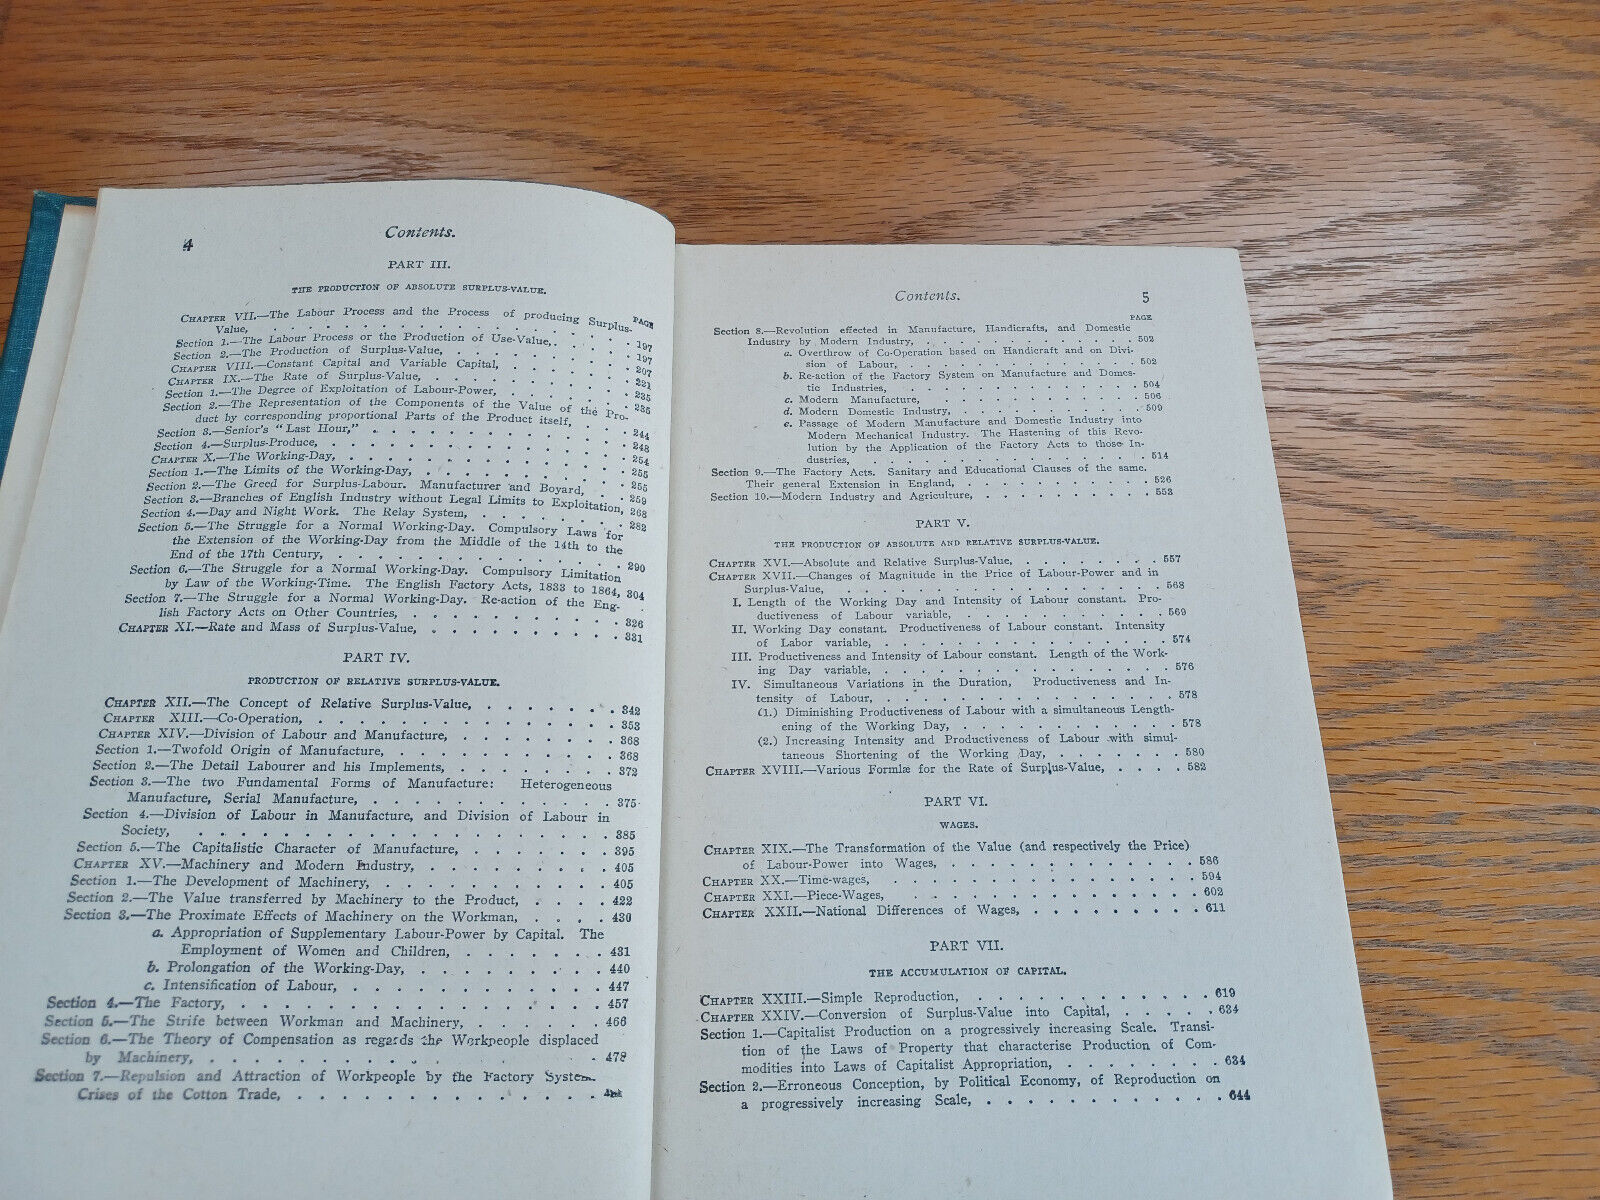 4
Contents.
PART III.
THE PRODUCTION OF ABSOLUTE SURPLUS-VALUE.
PAGE
CHAPTER VII.—The Labour Process and the Process of producing Surplus-
Value, . . . . . . . . . . . . 197
Section 1.—The Labour Process or the Production of Use-Value, . . . . 197
Section 2.—The Production of Surplus-Value, . . . . . . . 207
CHAPTER VIII.—Constant Capital and Variable Capital, . . . . . 221
CHAPTER IX.—The Rate of Surplus-Value, . . . . . . . . 235
Section 1.—The Degree of Exploitation of Labour-Power, . . . . . 235
Section 2.—The Representation of the Components of the Value of the Pro-
duct by corresponding proportional Parts of the Product itself, . . 244
Section 3.—Senior's "Last Hour," . . . . . . . . . 248
Section 4.—Surplus-Produce, . . . . . . . . . . 254
CHAPTER X.—The Working-Day, . . . . . . . . . . 255
Section 1.—The Limits of the Working-Day, . . . . . . . 255
Section 2.—The Greed for Surplus-Labour. Manufacturer and Boyard, . . 259
Section 3.—Branches of English Industry without Legal Limits to Exploitation, 268
Section 4.—Day and Night Work. The Relay System, . . . . . . 282
Section 5.—The Struggle for a Normal Working-Day. Compulsory Laws for
the Extension of the Working-Day from the Middle of the 14th to the
End of the 17th Century, . . . . . . . . . . 290
Section 6.—The Struggle for a Normal Working-Day. Compulsory Limitation
by Law of the Working-Time. The English Factory Acts, 1833 to 1864, 304
Section 7.—The Struggle for a Normal Working-Day. Re-action of the Eng-
lish Factory Acts on Other Countries, . . . . . . . . 326
CHAPTER XI.—Rate and Mass of Surplus-Value, . . . . . . . 331
PART IV.
PRODUCTION OF RELATIVE SURPLUS-VALUE.
CHAPTER XII.—The Concept of Relative Surplus-Value, . . . . . 342
CHAPTER XIII.—Co-Operation, . . . . . . . . . . . 353
CHAPTER XIV.—Division of Labour and Manufacture, . . . . . . 368
Section 1.—Twofold Origin of Manufacture, . . . . . . . . 368
Section 2.—The Detail Labourer and his Implements, . . . . . . 372
Section 3.—The two Fundamental Forms of Manufacture: Heterogeneous
Manufacture, Serial Manufacture, . . . . . . . . . 375
Section 4.—Division of Labour in Manufacture, and Division of Labour in
Society, . . . . . . . . . . . . . . . 385
Section 5.—The Capitalistic Character of Manufacture, . . . . . . 395
CHAPTER XV.—Machinery and Modern Industry, . . . . . . . . 405
Section 1.—The Development of Machinery, . . . . . . . . . 405
Section 2.—The Value transferred by Machinery to the Product, . . . . 422
Section 3.—The Proximate Effects of Machinery on the Workman, . . . . 430
a. Appropriation of Supplementary Labour-Power by Capital. The
Employment of Women and Children, . . . . . . . 431
b. Prolongation of the Working-Day, . . . . . . . . 440
c. Intensification of Labour, . . . . . . . . . . 447
Section 4.—The Factory, . . . . . . . . . . . . . . 457
Section 5.—The Strife between Workman and Machinery, . . . . . . 466
Section 6.—The Theory of Compensation as regards the Workpeople displaced
by Machinery, . . . . . . . . . . . . . . 478
Section 7.—Repulsion and Attraction of Workpeople by the Factory System.
Crises of the Cotton Trade, . . . . . . . . . . .
Contents.
5
PAGE
Section 8.—Revolution effected in Manufacture, Handicrafts, and Domestic
Industry by Modern Industry, . . . . . . . . . 502
a. Overthrow of Co-Operation based on Handicraft and on Divi-
sion of Labour, . . . . . . . . . . . 502
b. Re-action of the Factory System on Manufacture and Domes-
tic Industries, . . . . . . . . . . . 504
c. Modern Manufacture, . . . . . . . . . . 506
d. Modern Domestic Industry, . . . . . . . . 509
e. Passage of Modern Manufacture and Domestic Industry into
Modern Mechanical Industry. The Hastening of this Revo-
lution by the Application of the Factory Acts to those In-
dustries, . . . . . . . . . . . . . 514
Section 9.—The Factory Acts. Sanitary and Educational Clauses of the same.
Their general Extension in England, . . . . . . . . 526
Section 10.—Modern Industry and Agriculture, . . . . . . . . 553
PART V.
THE PRODUCTION OF ABSOLUTE AND RELATIVE SURPLUS-VALUE.
CHAPTER XVI.—Absolute and Relative Surplus-Value, . . . . . . 557
CHAPTER XVII.—Changes of Magnitude in the Price of Labour-Power and in
Surplus-Value, . . . . . . . . . . . . . 568
I. Length of the Working Day and Intensity of Labour constant. Pro-
ductiveness of Labour variable, . . . . . . . . 569
II. Working Day constant. Productiveness of Labour constant. Intensity
of Labor variable, . . . . . . . . . . . 574
III. Productiveness and Intensity of Labour constant. Length of the Work-
ing Day variable, . . . . . . . . . . . . 576
IV. Simultaneous Variations in the Duration, Productiveness and In-
tensity of Labour, . . . . . . . . . . . . 578
(1.) Diminishing Productiveness of Labour with a simultaneous Length-
ening of the Working Day, . . . . . . . . . 578
(2.) Increasing Intensity and Productiveness of Labour with simul-
taneous Shortening of the Working Day, . . . . . . 580
CHAPTER XVIII.—Various Formlæ for the Rate of Surplus-Value, . . . . 582
PART VI.
WAGES.
CHAPTER XIX.—The Transformation of the Value (and respectively the Price)
of Labour-Power into Wages, . . . . . . . . . . 586
CHAPTER XX.—Time-wages, . . . . . . . . . . . . 594
CHAPTER XXI.—Piece-Wages, . . . . . . . . . . . . 602
CHAPTER XXII.—National Differences of Wages, . . . . . . . . 611
PART VII.
THE ACCUMULATION OF CAPITAL.
CHAPTER XXIII.—Simple Reproduction, . . . . . . . . . . 619
CHAPTER XXIV.—Conversion of Surplus-Value into Capital, . . . . . 634
Section 1.—Capitalist Production on a progressively increasing Scale. Transi-
tion of the Laws of Property that characterise Production of Com-
modities into Laws of Capitalist Appropriation, . . . . . . 634
Section 2.—Erroneous Conception, by Political Economy, of Reproduction on
a progressively increasing Scale, . . . . . . . . . 644